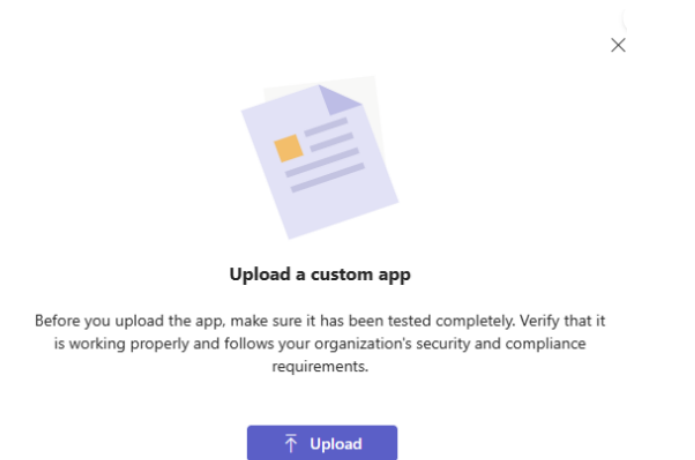 Upload a custom app
Before you upload the app, make sure it has been tested completely. Verify that it
is working properly and follows your organization's security and compliance
requirements.
Upload